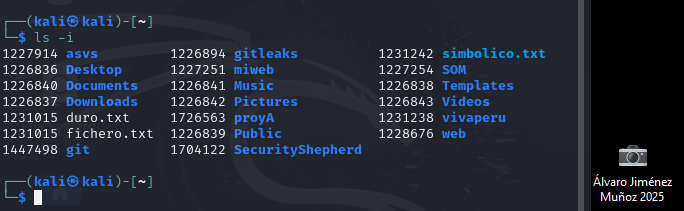 ┌──(kali㉿kali)-[~]
└─$ ls -i
1227914 asvs 1226894 gitleaks 1231242 simbolico.txt
1226836 Desktop 1227251 miweb 1227254 SOM
1226840 Documents 1226841 Music 1226838 Templates
1226837 Downloads 1226842 Pictures 1226843 Videos
1231015 duro.txt 1726563 proyA 1231238 vivaperu
1231015 fichero.txt 1226839 Public 1228676 web
1447498 git 1704122 SecurityShepherd
┌──(kali㉿kali)-[~]
└─$
Álvaro Jiménez
Muñoz 2025